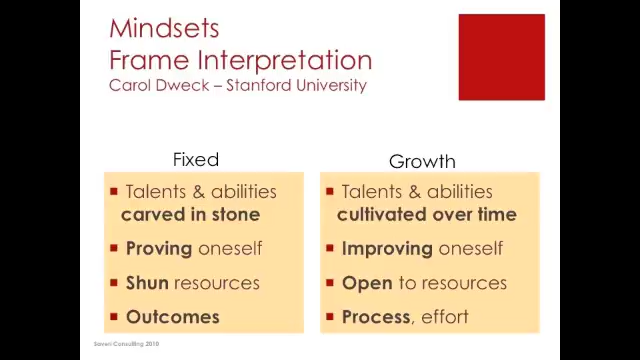 Mindsets
Frame Interpretation
Carol Dweck – Stanford University
Fixed
Talents & abilities
carved in stone
Proving oneself
Shun resources
Outcomes
Growth
Talents & abilities
cultivated over time
Improving oneself
Open to resources
Process, effort
Consulting 2010